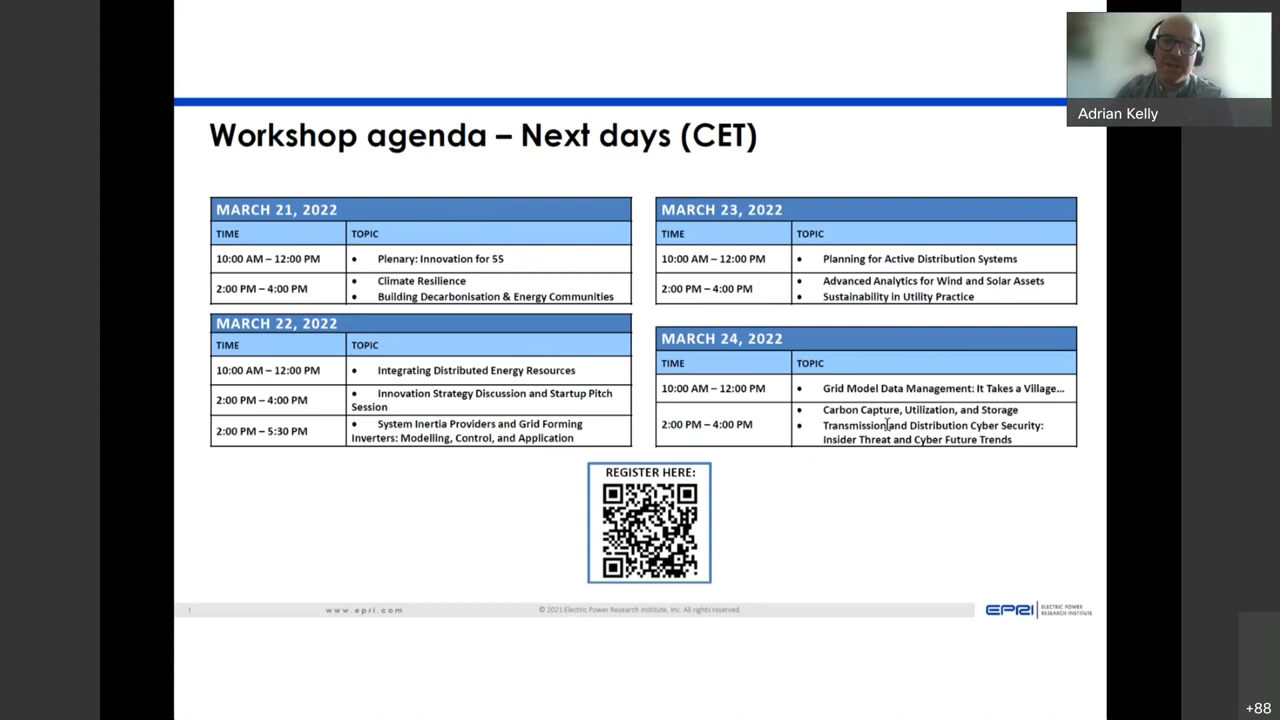 Adrian Kelly
Workshop agenda – Next days (CET)
MARCH 21, 2022
TIME TOPIC
10:00 AM – 12:00 PM • Plenary: Innovation for 55
2:00 PM – 4:00 PM • Climate Resilience
• Building Decarbonisation & Energy Communities
MARCH 22, 2022
TIME TOPIC
10:00 AM – 12:00 PM • Integrating Distributed Energy Resources
2:00 PM – 4:00 PM • Innovation Strategy Discussion and Startup Pitch
Session
2:00 PM – 5:30 PM • System Inertia Providers and Grid Forming
Inverters: Modelling, Control, and Application
MARCH 23, 2022
TIME TOPIC
10:00 AM – 12:00 PM • Planning for Active Distribution Systems
2:00 PM – 4:00 PM • Advanced Analytics for Wind and Solar Assets
• Sustainability in Utility Practice
MARCH 24, 2022
TIME TOPIC
10:00 AM – 12:00 PM • Grid Model Data Management: It Takes a Village...
2:00 PM – 4:00 PM • Carbon Capture, Utilization, and Storage
• Transmission and Distribution Cyber Security:
Insider Threat and Cyber Future Trends
REGISTER HERE:
1 www.epri.com © 2021 Electric Power Research Institute, Inc. All rights reserved.
EPRI ELECTRIC POWER
RESEARCH INSTITUTE
+88